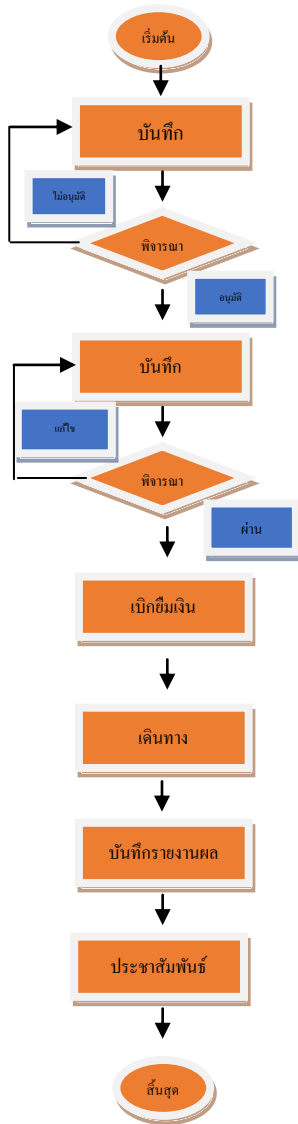 เริ่มต้น
บันทึก
ไม่อนุมัติ
พิจารณา
อนุมัติ
บันทึก
แก้ไข
พิจารณา
ผ่าน
เบิกยืมเงิน
เดินทาง
บันทึกรายงานผล
ประชาสัมพันธ์
สิ้นสุด